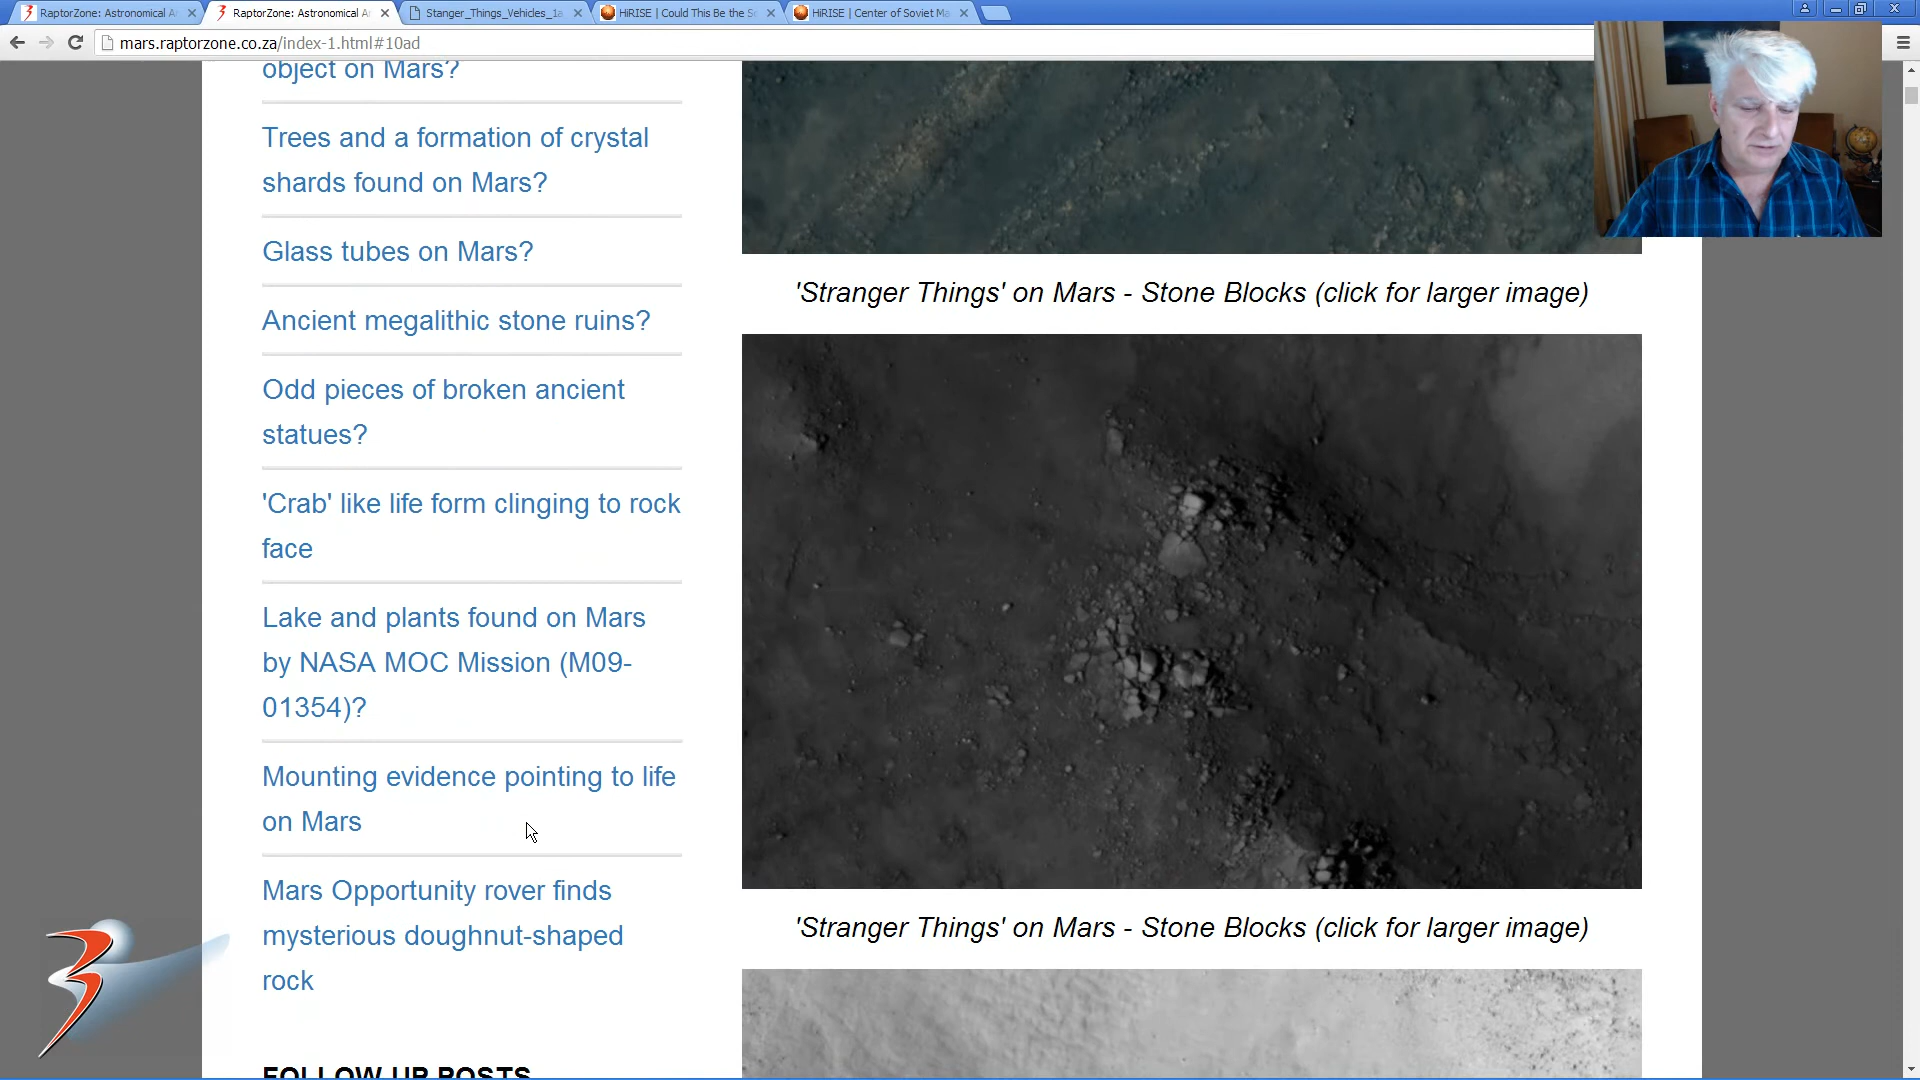 RaptorZone: Astronomical A
RaptorZone: Astronomical A
Stanger_Things_Vehicles_1a
HiRISE | Could This Be the S
HiRISE | Center of Soviet Ma
mars.raptorzone.co.za/index-1.html#10ad
object on Mars?
Trees and a formation of crystal
shards found on Mars?
Glass tubes on Mars?
Ancient megalithic stone ruins?
Odd pieces of broken ancient
statues?
'Crab' like life form clinging to rock
face
Lake and plants found on Mars
by NASA MOC Mission (M09-
01354)?
Mounting evidence pointing to life
on Mars
Mars Opportunity rover finds
mysterious doughnut-shaped
rock
FOLLOW UP POSTS
'Stranger Things' on Mars - Stone Blocks (click for larger image)
'Stranger Things' on Mars - Stone Blocks (click for larger image)